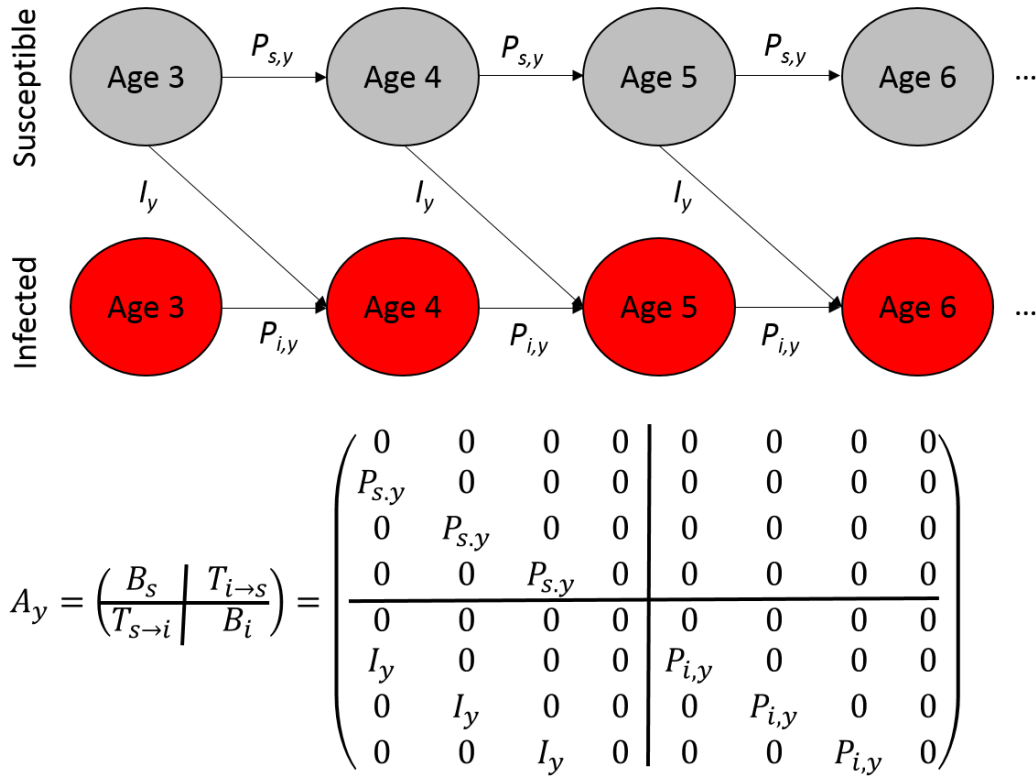 Susceptible
Age 3
P_{s,y}
Age 4
P_{s,y}
Age 5
P_{s,y}
Age 6
...
I_y
I_y
I_y
Infected
Age 3
P_{i,y}
Age 4
P_{i,y}
Age 5
P_{i,y}
Age 6
...
A_y = ( B_s | T_{i→s} / T_{s→i} | B_i ) =
0 0 0 0 | 0 0 0 0
P_{s.y} 0 0 0 | 0 0 0 0
0 P_{s.y} 0 0 | 0 0 0 0
0 0 P_{s.y} 0 | 0 0 0 0
0 0 0 0 | 0 0 0 0
I_y 0 0 0 | P_{i,y} 0 0 0
0 I_y 0 0 | 0 P_{i,y} 0 0
0 0 I_y 0 | 0 0 P_{i,y} 0